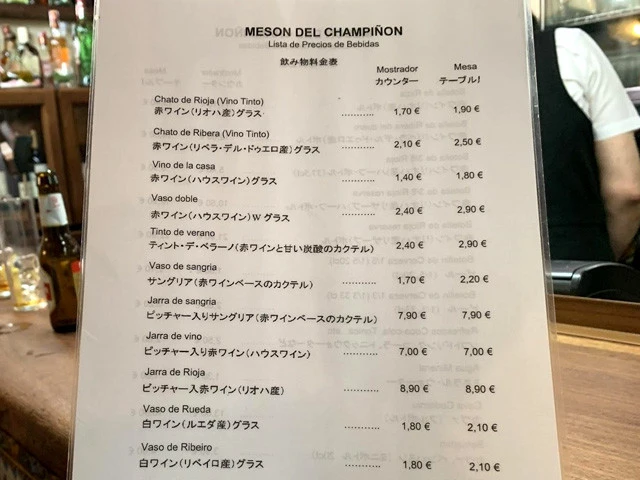 MESON DEL CHAMPIÑON
Lista de Precios de Bebidas
飲み物料金表
Mostrador Mesa
カウンター テーブル
Chato de Rioja (Vino Tinto)
赤ワイン(リオハ産)グラス ........... 1,70 € 1,90 €
Chato de Ribera (Vino Tinto)
赤ワイン(リベラ・デル・ドゥエロ産)グラス ........... 2,10 € 2,50 €
Vino de la casa
赤ワイン(ハウスワイン)グラス ........... 1,40 € 1,80 €
Vaso doble
赤ワイン(ハウスワイン)W グラス ........... 2,40 € 2,90 €
Tinto de verano
ティント・デ・ベラーノ(赤ワインと甘い炭酸のカクテル) 2,40 € 2,90 €
Vaso de sangria
サングリア(赤ワインベースのカクテル) ........... 1,70 € 2,20 €
Jarra de sangria
ピッチャー入りサングリア(赤ワインベースのカクテル) 7,90 € 7,90 €
Jarra de vino
ピッチャー入り赤ワイン(ハウスワイン) ........... 7,00 € 7,00 €
Jarra de Rioja
ピッチャー入赤ワイン(リオハ産) ........... 8,90 € 8,90 €
Vaso de Rueda
白ワイン(ルエダ産)グラス ........... 1,80 € 2,10 €
Vaso de Ribeiro
白ワイン(リベイロ産)グラス ........... 1,80 € 2,10 €